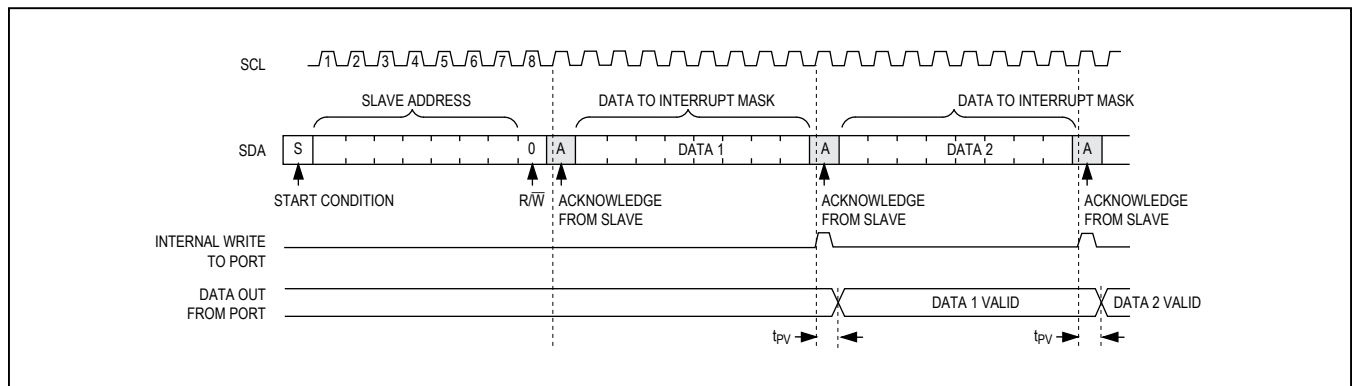 SCL
1 2 3 4 5 6 7 8
SLAVE ADDRESS
DATA TO INTERRUPT MASK
DATA TO INTERRUPT MASK
SDA
S
0
A
DATA 1
A
DATA 2
A
START CONDITION
R/W̅
ACKNOWLEDGE
FROM SLAVE
ACKNOWLEDGE
FROM SLAVE
ACKNOWLEDGE
FROM SLAVE
INTERNAL WRITE
TO PORT
DATA OUT
FROM PORT
DATA 1 VALID
DATA 2 VALID
tPV
tPV